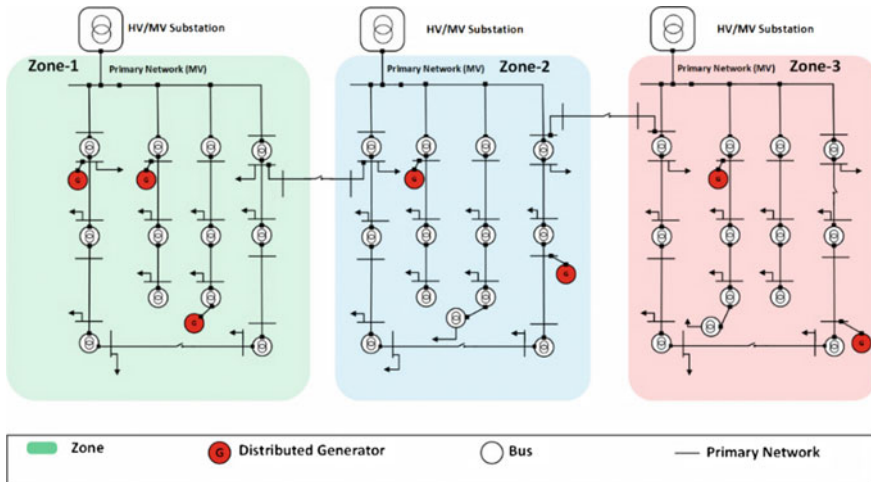 HV/MV Substation
HV/MV Substation
HV/MV Substation
Zone-1
Primary Network (MV)
Primary Network (MV)
Zone-2
Primary Network (MV)
Zone-3
G
G
G
G
G
G
G
Zone
G
Distributed Generator
Bus
Primary Network